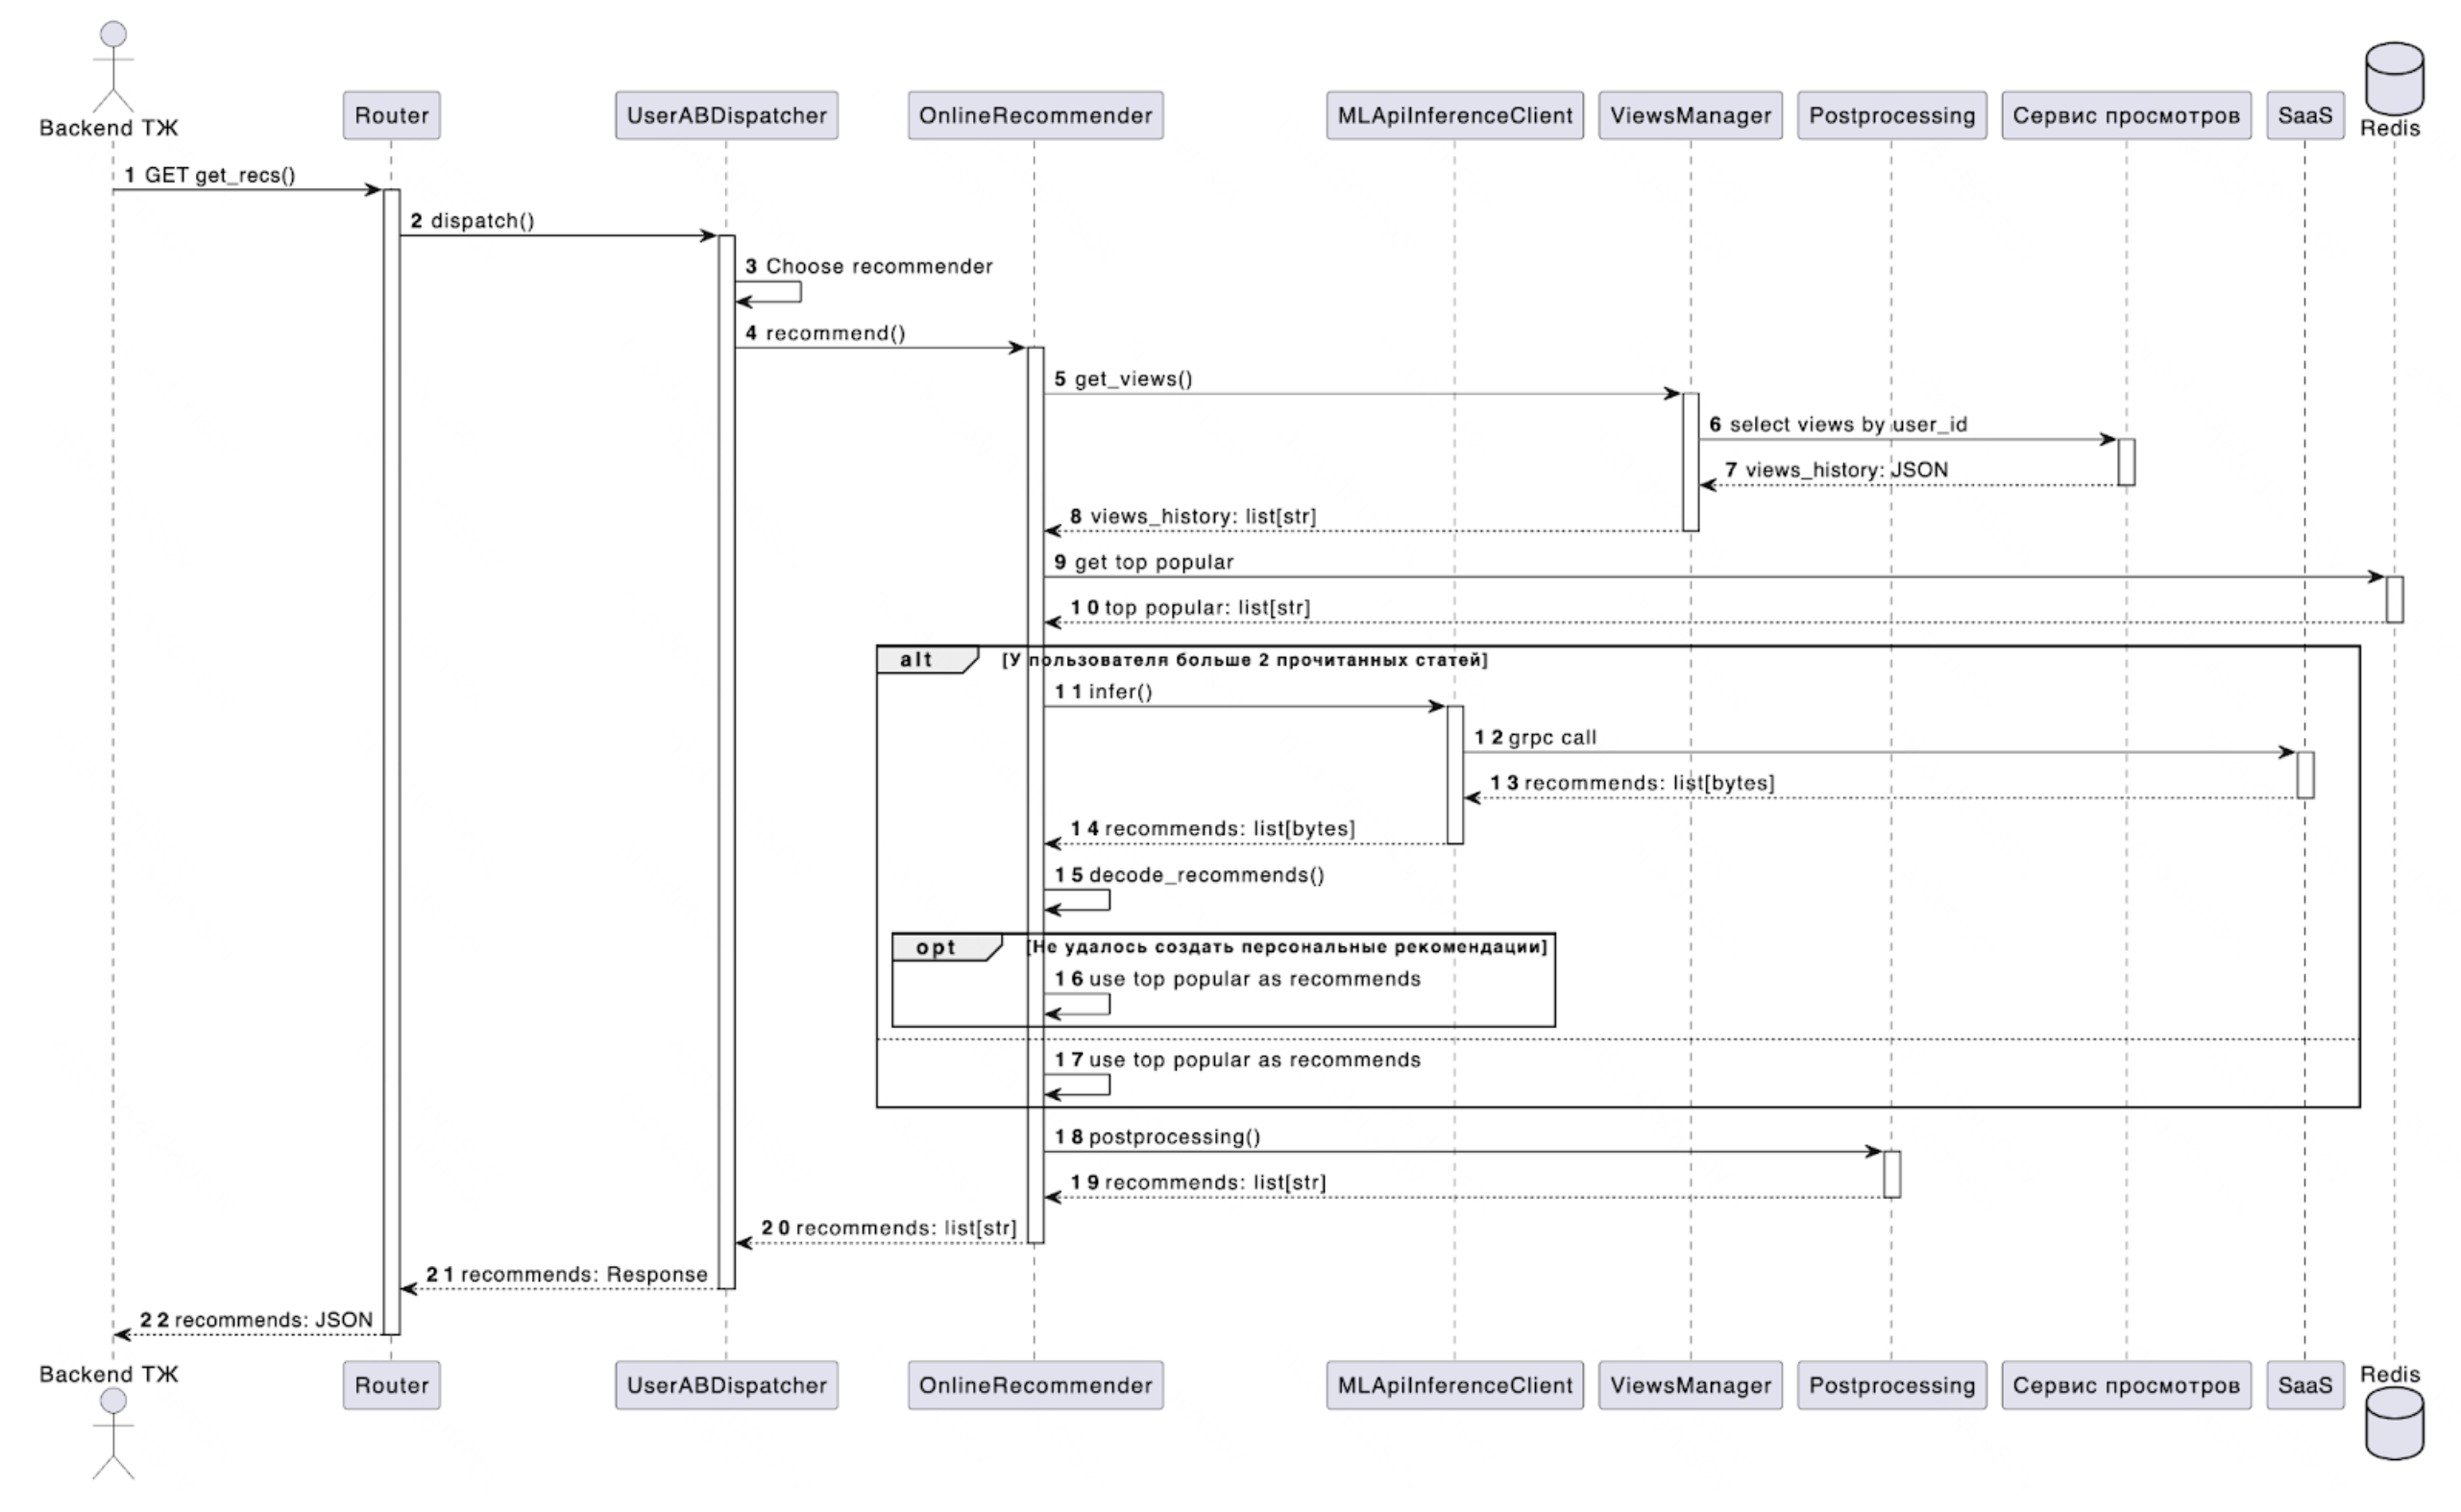 Backend ТЖ
Router
UserABDispatcher
OnlineRecommender
MLApiInferenceClient
ViewsManager
Postprocessing
Сервис просмотров
SaaS
Redis
1 GET get_recs()
2 dispatch()
3 Choose recommender
4 recommend()
5 get_views()
6 select views by user_id
7 views_history: JSON
8 views_history: list[str]
9 get top popular
10 top popular: list[str]
alt [У пользователя больше 2 прочитанных статей]
11 infer()
12 grpc call
13 recommends: list[bytes]
14 recommends: list[bytes]
15 decode_recommends()
opt [Не удалось создать персональные рекомендации]
16 use top popular as recommends
17 use top popular as recommends
18 postprocessing()
19 recommends: list[str]
20 recommends: list[str]
21 recommends: Response
22 recommends: JSON
Backend ТЖ
Router
UserABDispatcher
OnlineRecommender
MLApiInferenceClient
ViewsManager
Postprocessing
Сервис просмотров
SaaS
Redis